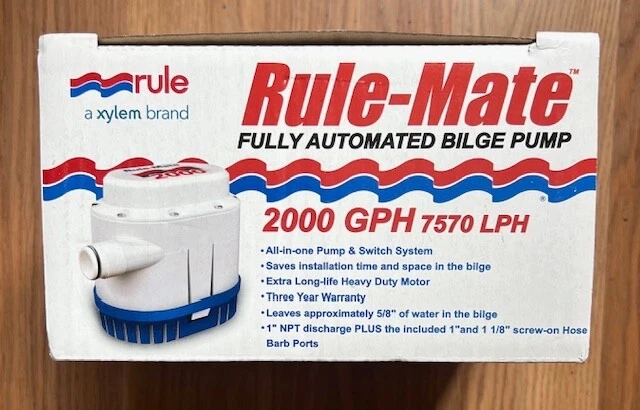 rule
a xylem brand
Rule-Mate™
FULLY AUTOMATED BILGE PUMP
®
2000
2000 GPH 7570 LPH
•All-in-one Pump & Switch System
•Saves installation time and space in the bilge
•Extra Long-life Heavy Duty Motor
•Three Year Warranty
•Leaves approximately 5/8" of water in the bilge
•1" NPT discharge PLUS the included 1"and 1 1/8" screw-on Hose
Barb Ports